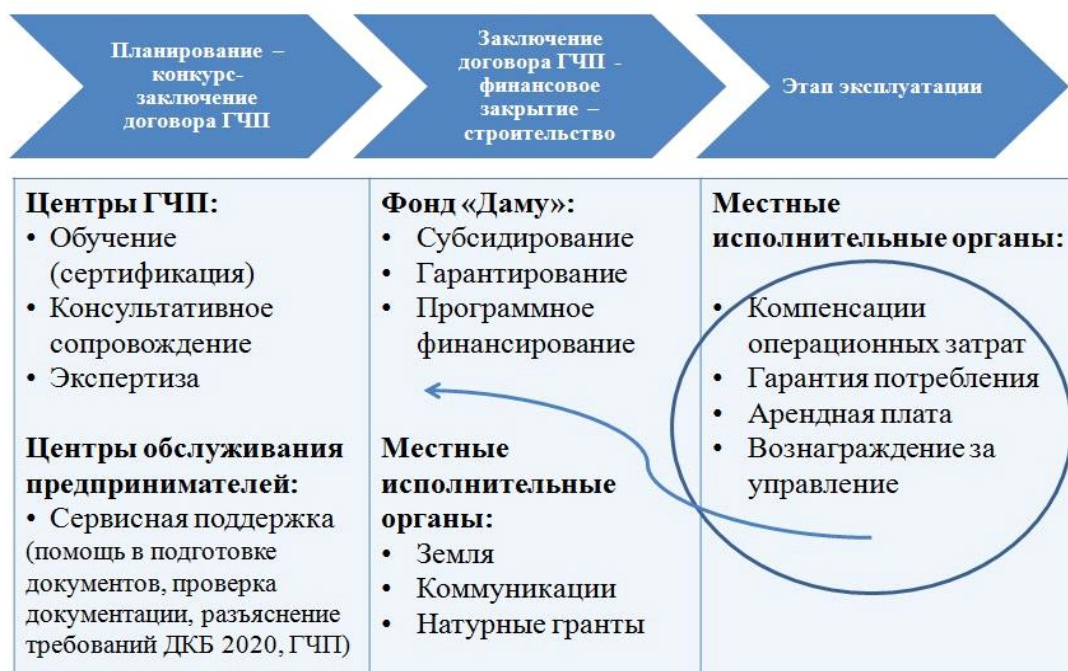 Планирование –
конкурс-
заключение
договора ГЧП
Заключение
договора ГЧП -
финансовое
закрытие –
строительство
Этап эксплуатации
Центры ГЧП:
• Обучение
(сертификация)
• Консультативное
сопровождение
• Экспертиза
Центры обслуживания
предпринимателей:
• Сервисная поддержка
(помощь в подготовке
документов, проверка
документации, разъяснение
требований ДКБ 2020, ГЧП)
Фонд «Даму»:
• Субсидирование
• Гарантирование
• Программное
финансирование
Местные
исполнительные
органы:
• Земля
• Коммуникации
• Натурные гранты
Местные
исполнительные органы:
• Компенсации
операционных затрат
• Гарантия потребления
• Арендная плата
• Вознаграждение за
управление